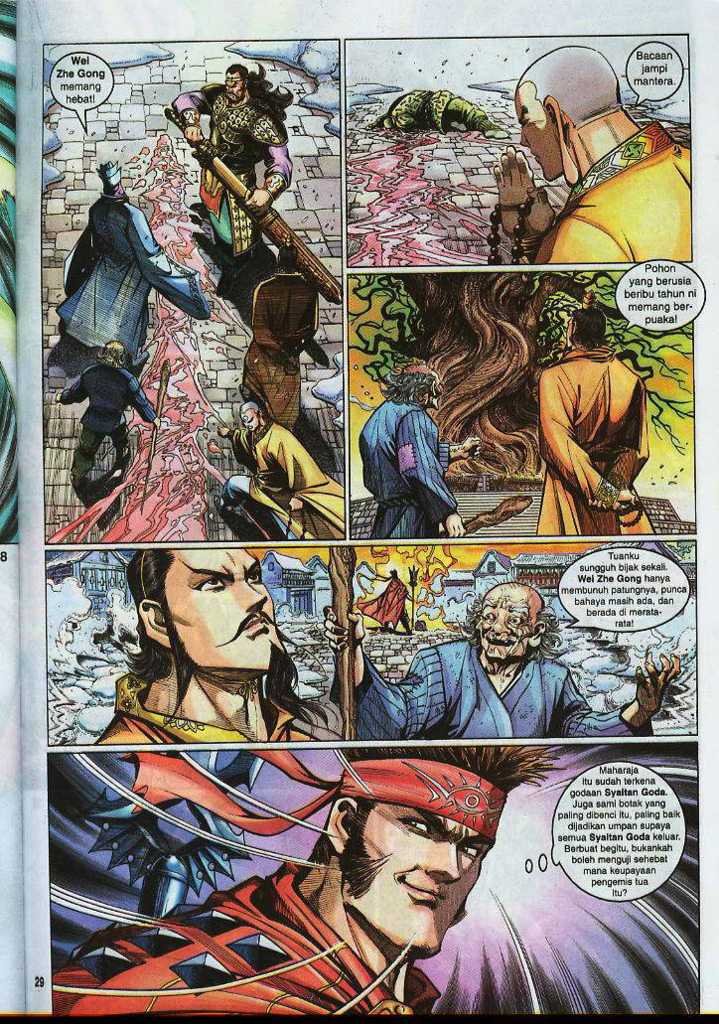 Wei
Zhe Gong
memang
hebat!
Bacaan
jampi
mantera.
Pohon
yang berusia
beribu tahun ni
memang ber-
puaka!
Tuanku
sungguh bijak sekali.
Wei Zhe Gong hanya
membunuh patungnya, punca
bahaya masih ada, dan
berada di merata-
rata!
Maharaja
itu sudah terkena
godaan Syaitan Goda.
Juga sami botak yang
paling dibenci itu, paling baik
dijadikan umpan supaya
semua Syaitan Goda keluar.
Berbuat begitu, bukankah
boleh menguji sehebat
mana keupayaan
pengemis tua
itu?
29
8